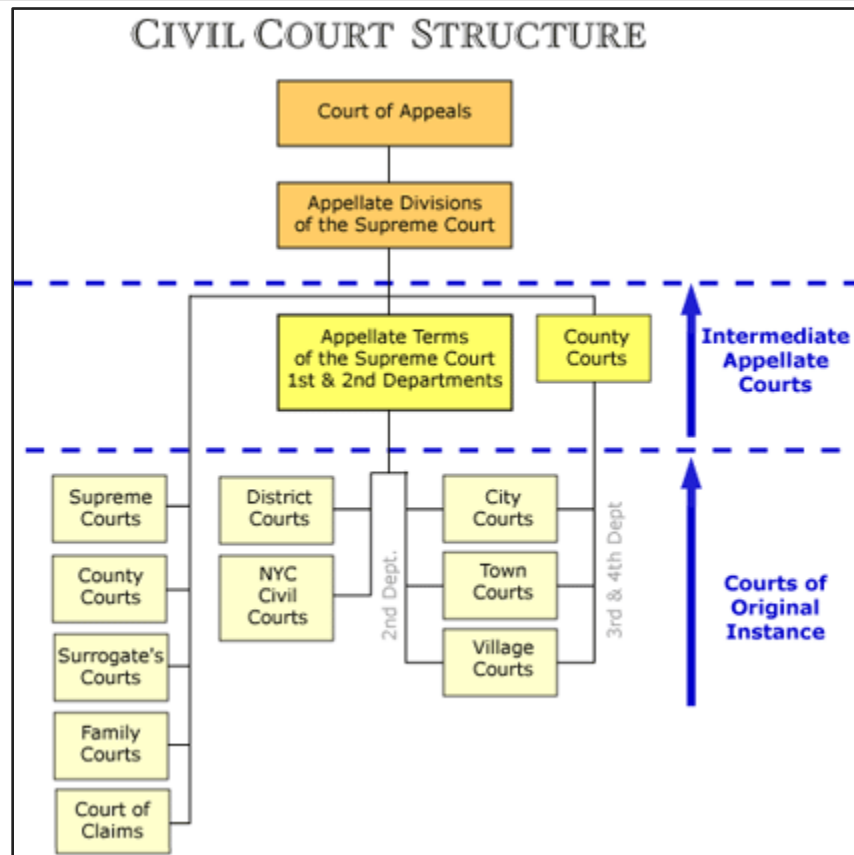 CIVIL COURT STRUCTURE
Court of Appeals
Appellate Divisions
of the Supreme Court
Appellate Terms
of the Supreme Court
1st & 2nd Departments
County
Courts
Intermediate
Appellate
Courts
Supreme
Courts
County
Courts
Surrogate's
Courts
Family
Courts
Court of
Claims
District
Courts
NYC
Civil
Courts
2nd Dept.
City
Courts
Town
Courts
Village
Courts
3rd & 4th Dept
Courts of
Original
Instance